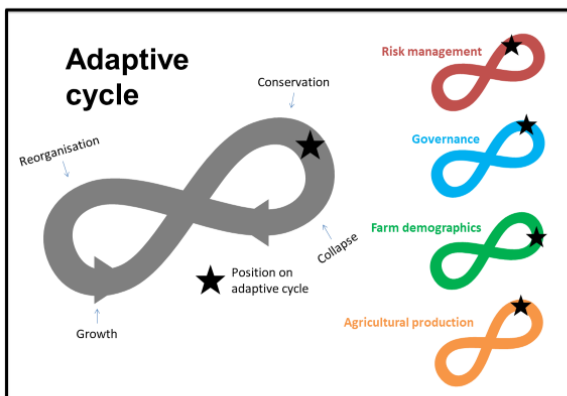 Adaptive
cycle
Conservation
Reorganisation
Collapse
Position on
adaptive cycle
Growth
Risk management
Governance
Farm demographics
Agricultural production